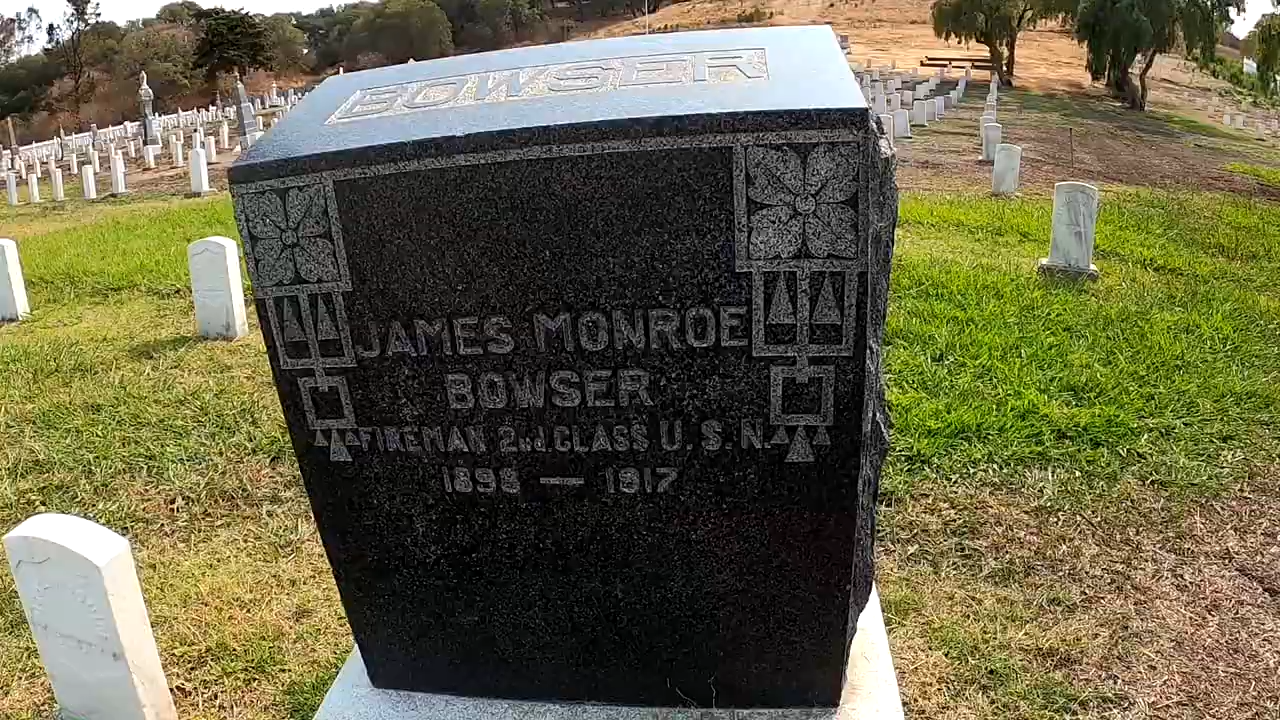 BOWSER
JAMES MONROE
BOWSER
FIREMAN 2nd. CLASS U. S. N.
1898 — 1917